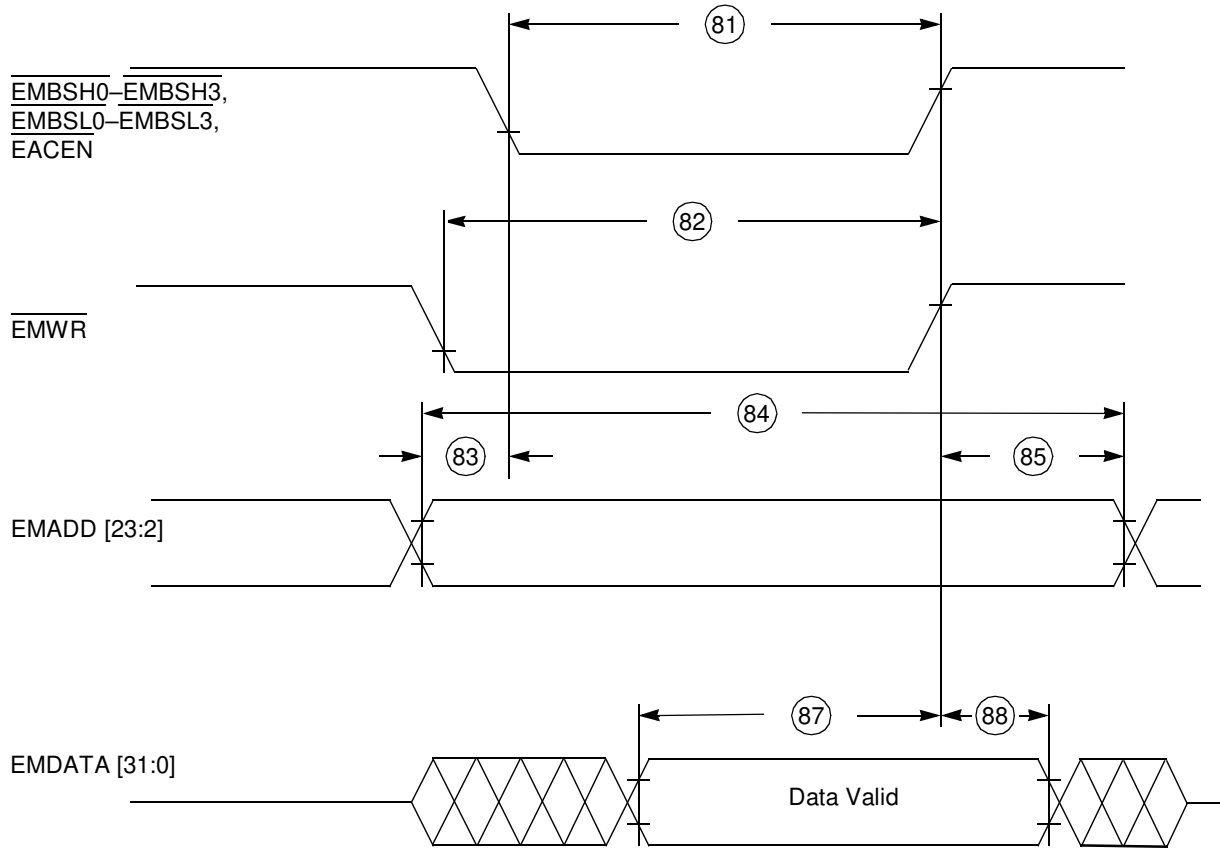 81
EMBSH0–EMBSH3,
EMBSL0–EMBSL3,
EACEN
82
EMWR
84
83
85
EMADD [23:2]
87
88
EMDATA [31:0]
Data Valid